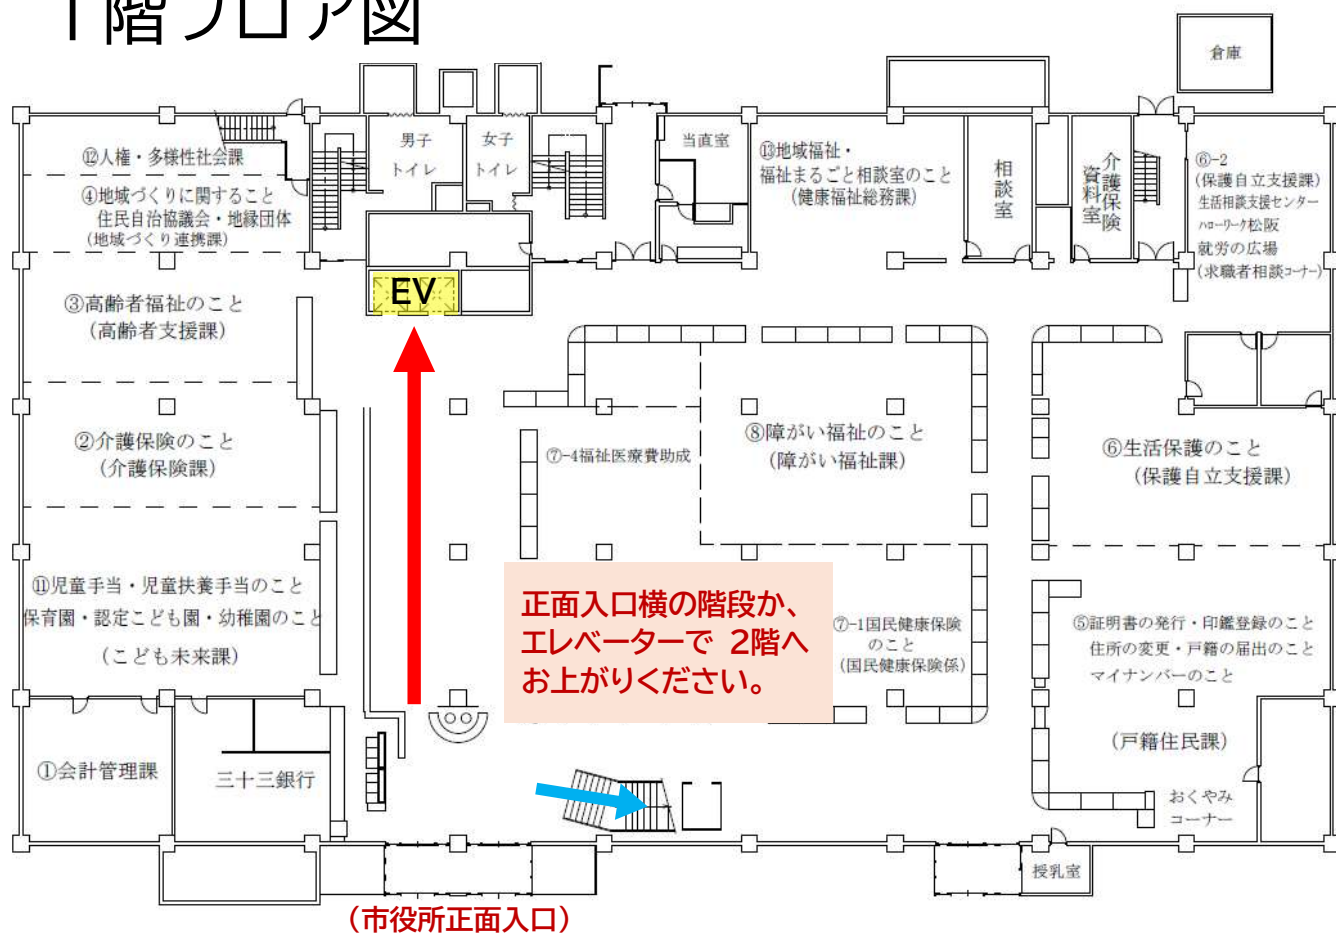 1階フロア図
倉庫
男子
トイレ
女子
トイレ
当直室
⑫人権・多様性社会課
④地域づくりに関すること
住民自治協議会・地縁団体
(地域づくり連携課)
⑬地域福祉・
福祉まるごと相談室のこと
(健康福祉総務課)
相談室
介護保険
資料室
⑥-2
(保護自立支援課)
生活相談支援センター
ハローワーク松阪
就労の広場
(求職者相談コーナー)
EV
③高齢者福祉のこと
(高齢者支援課)
②介護保険のこと
(介護保険課)
⑦-4福祉医療費助成
⑧障がい福祉のこと
(障がい福祉課)
⑥生活保護のこと
(保護自立支援課)
⑪児童手当・児童扶養手当のこと
保育園・認定こども園・幼稚園のこと
(こども未来課)
正面入口横の階段か、
エレベーターで 2階へ
お上がりください。
⑦-1国民健康保険
のこと
(国民健康保険係)
⑤証明書の発行・印鑑登録のこと
住所の変更・戸籍の届出のこと
マイナンバーのこと
(戸籍住民課)
①会計管理課
三十三銀行
おくやみ
コーナー
授乳室
(市役所正面入口)